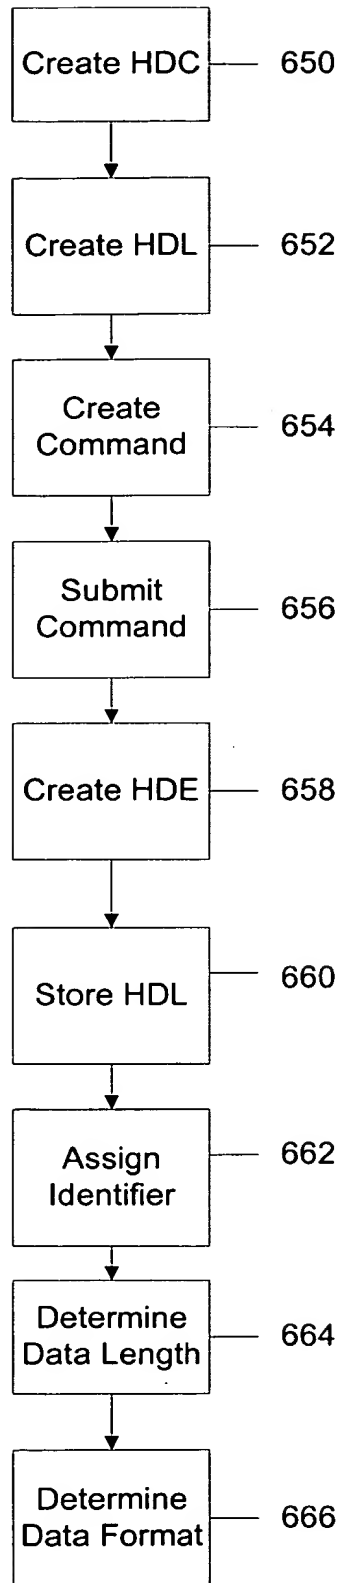 Create HDC
650
Create HDL
652
Create
Command
654
Submit
Command
656
Create HDE
658
Store HDL
660
Assign
Identifier
662
Determine
Data Length
664
Determine
Data Format
666